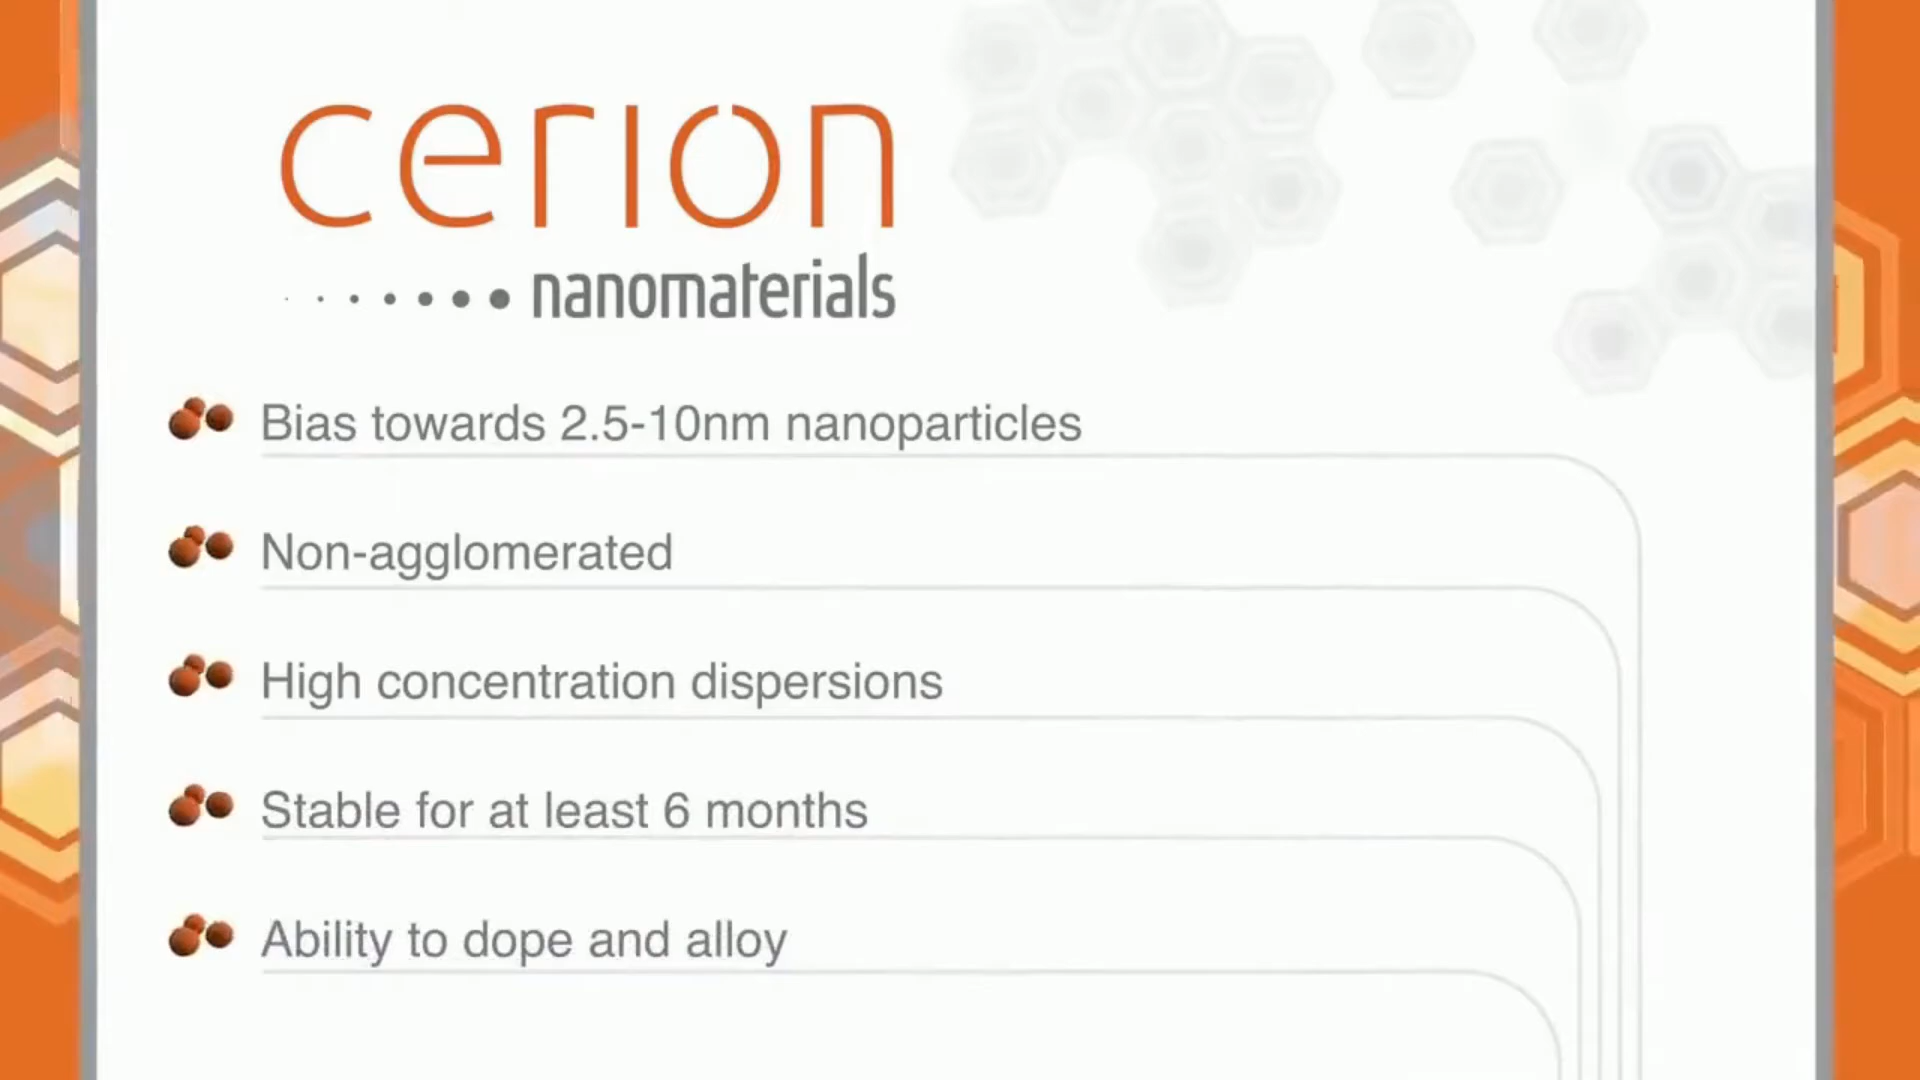 cerion
nanomaterials
Bias towards 2.5-10nm nanoparticles
Non-agglomerated
High concentration dispersions
Stable for at least 6 months
Ability to dope and alloy